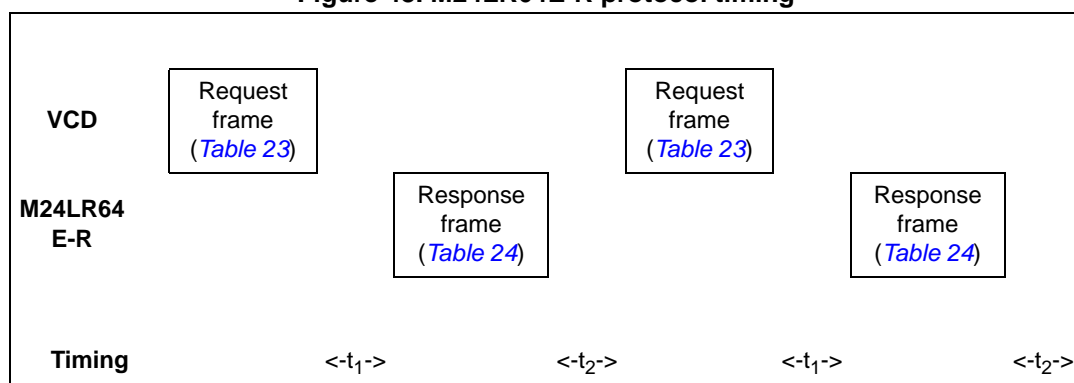 VCD
Request
frame
(Table 23)
Request
frame
(Table 23)
M24LR64
E-R
Response
frame
(Table 24)
Response
frame
(Table 24)
Timing <-t1-> <-t2-> <-t1-> <-t2->